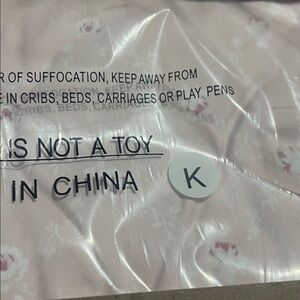 R OF SUFFOCATION, KEEP AWAY FROM
E IN CRIBS, BEDS, CARRIAGES OR PLAY PENS
IS NOT A TOY
IN CHINA
K